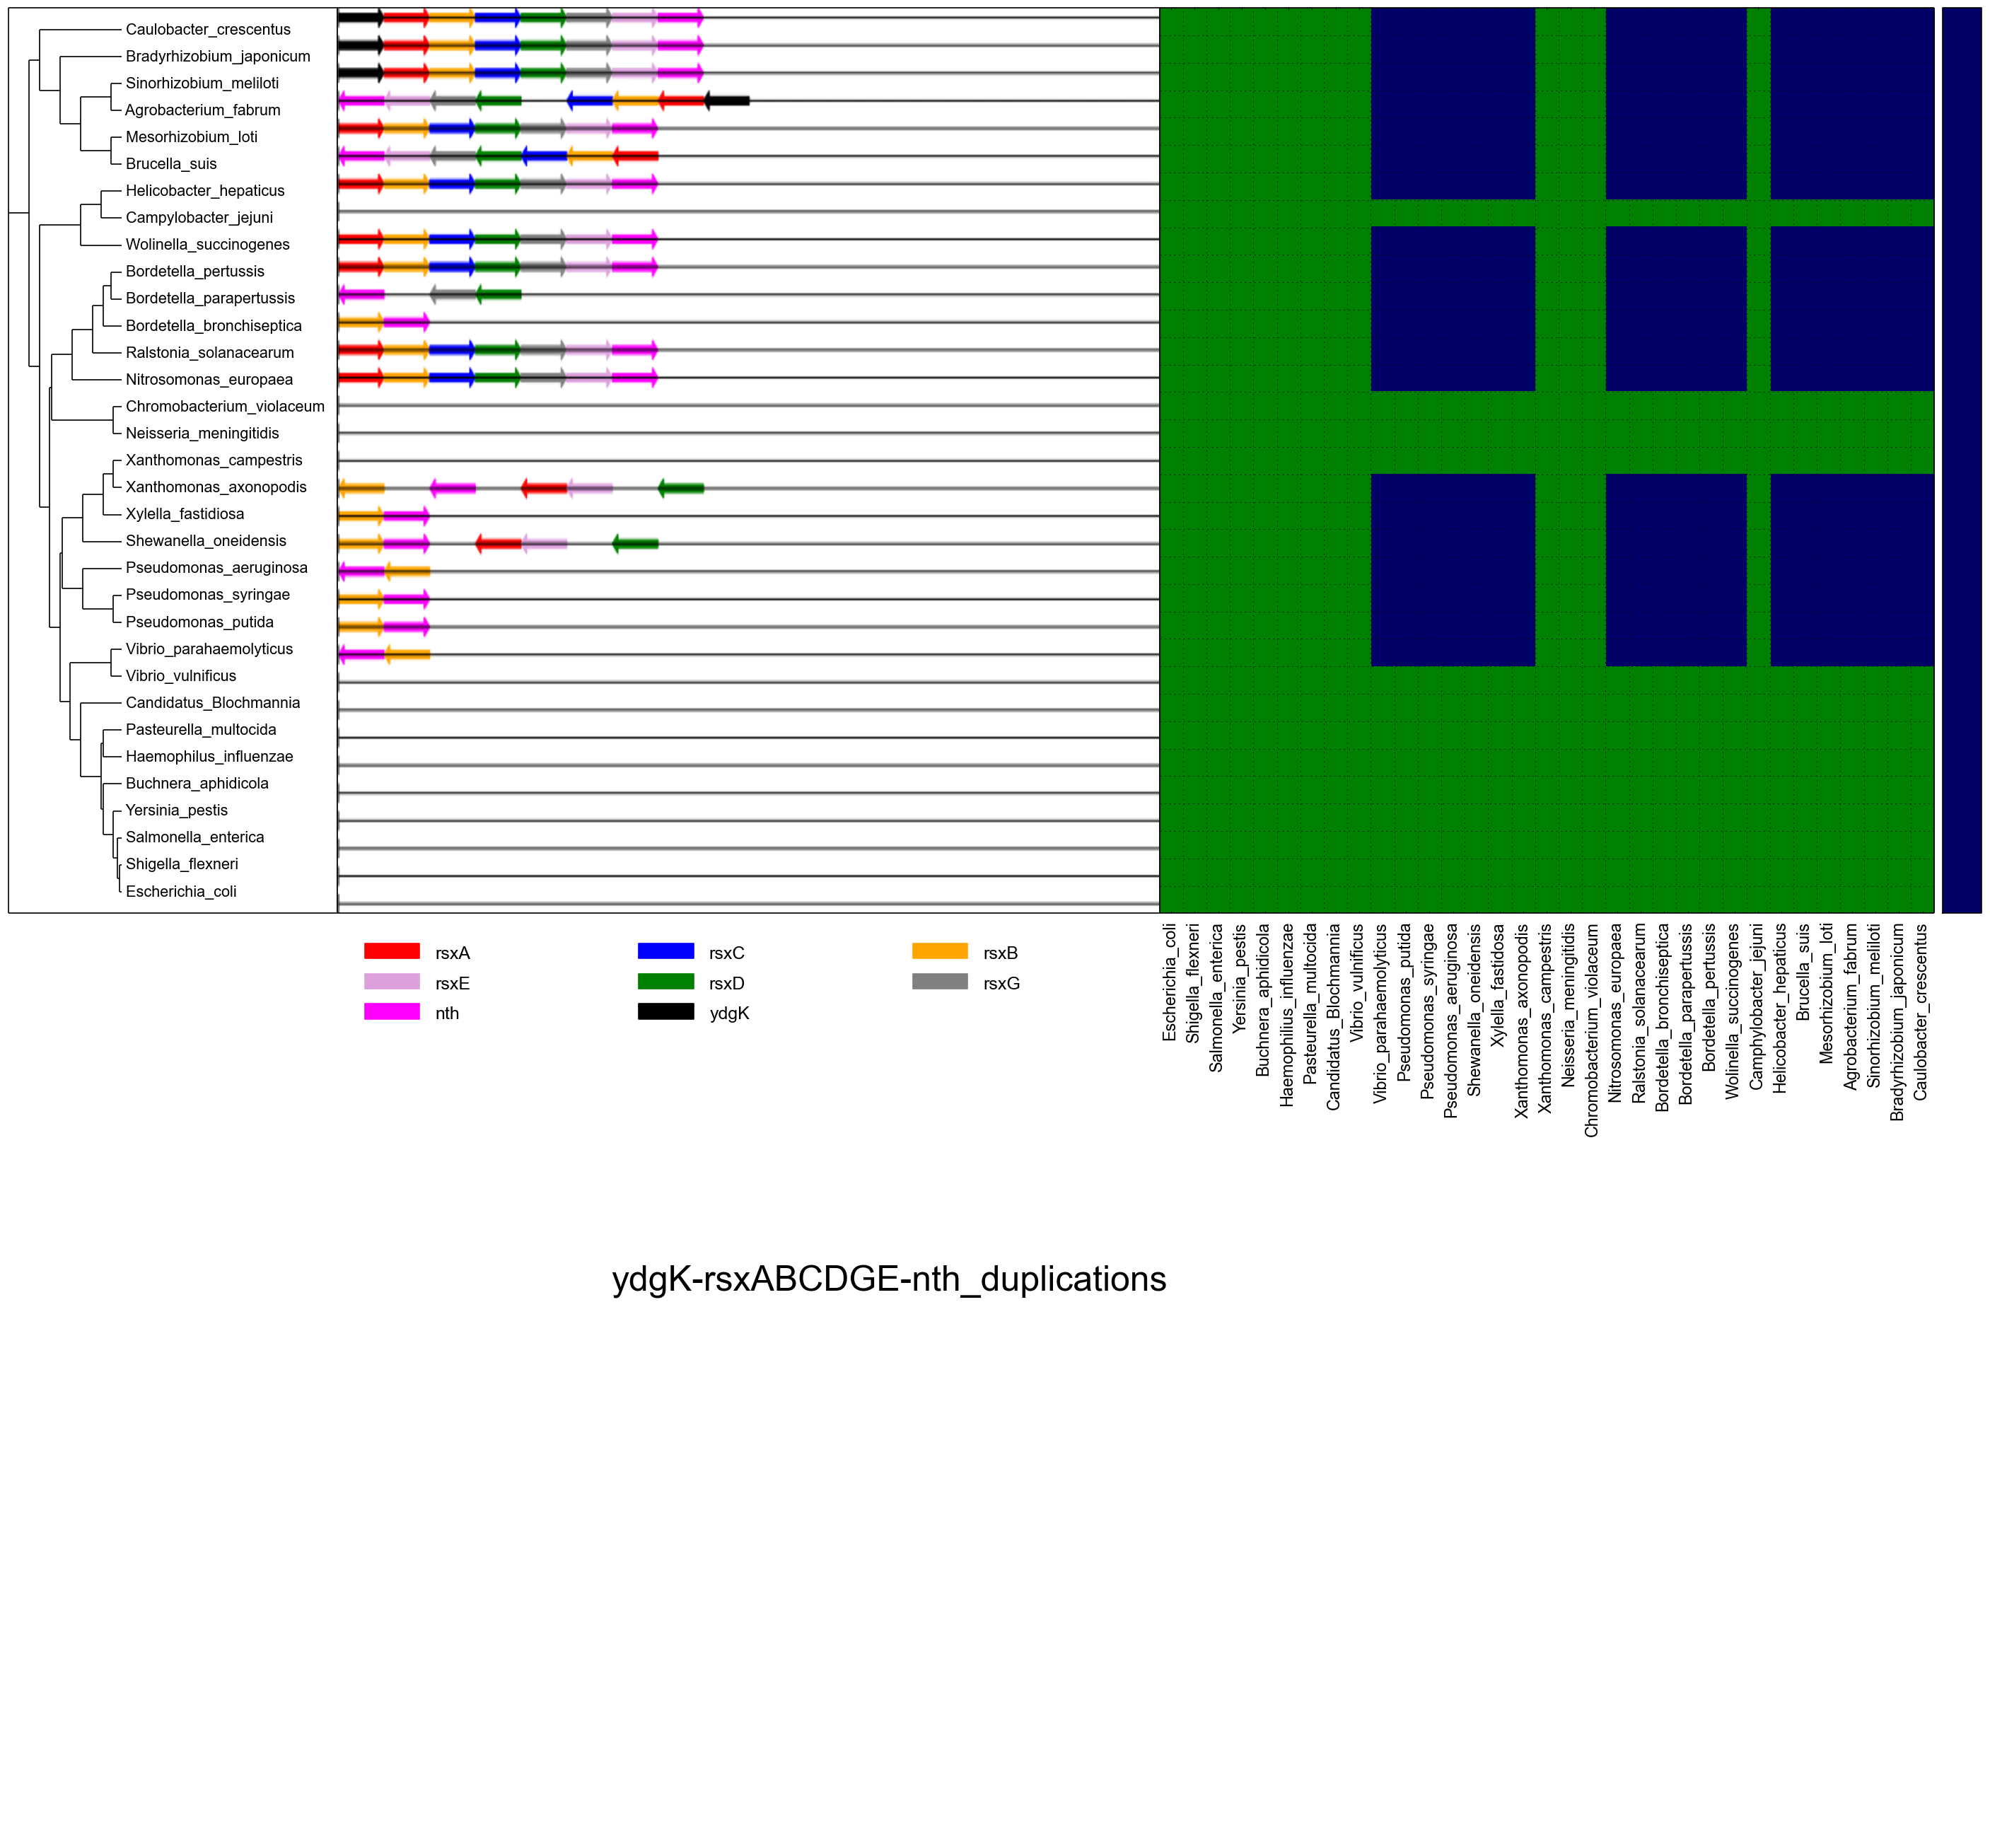 Caulobacter_crescentus
Bradyrhizobium_japonicum
Sinorhizobium_meliloti
Agrobacterium_fabrum
Mesorhizobium_loti
Brucella_suis
Helicobacter_hepaticus
Campylobacter_jejuni
Wolinella_succinogenes
Bordetella_pertussis
Bordetella_parapertussis
Bordetella_bronchiseptica
Ralstonia_solanacearum
Nitrosomonas_europaea
Chromobacterium_violaceum
Neisseria_meningitidis
Xanthomonas_campestris
Xanthomonas_axonopodis
Xylella_fastidiosa
Shewanella_oneidensis
Pseudomonas_aeruginosa
Pseudomonas_syringae
Pseudomonas_putida
Vibrio_parahaemolyticus
Vibrio_vulnificus
Candidatus_Blochmannia
Pasteurella_multocida
Haemophilus_influenzae
Buchnera_aphidicola
Yersinia_pestis
Salmonella_enterica
Shigella_flexneri
Escherichia_coli
rsxA rsxC rsxB
rsxE rsxD rsxG
nth ydgK
Escherichia_coli
Shigella_flexneri
Salmonella_enterica
Yersinia_pestis
Buchnera_aphidicola
Haemophilius_influenzae
Pasteurella_multocida
Candidatus_Blochmannia
Vibrio_vulnificus
Vibrio_parahaemolyticus
Pseudomonas_putida
Pseudomonas_syringae
Pseudomonas_aeruginosa
Shewanella_oneidensis
Xylella_fastidosa
Xanthomonas_axonopodis
Xanthomonas_campestris
Neisseria_meningitidis
Chromobacterium_violaceum
Nitrosomonas_europaea
Ralstonia_solanacearum
Bordetella_bronchiseptica
Bordetella_parapertussis
Bordetella_pertussis
Wolinella_succinogenes
Camphylobacter_jejuni
Helicobacter_hepaticus
Brucella_suis
Mesorhizobium_loti
Agrobacterium_fabrum
Sinorhizobium_meliloti
Bradyrhizobium_japonicum
Caulobacter_crescentus
ydgK-rsxABCDGE-nth_duplications